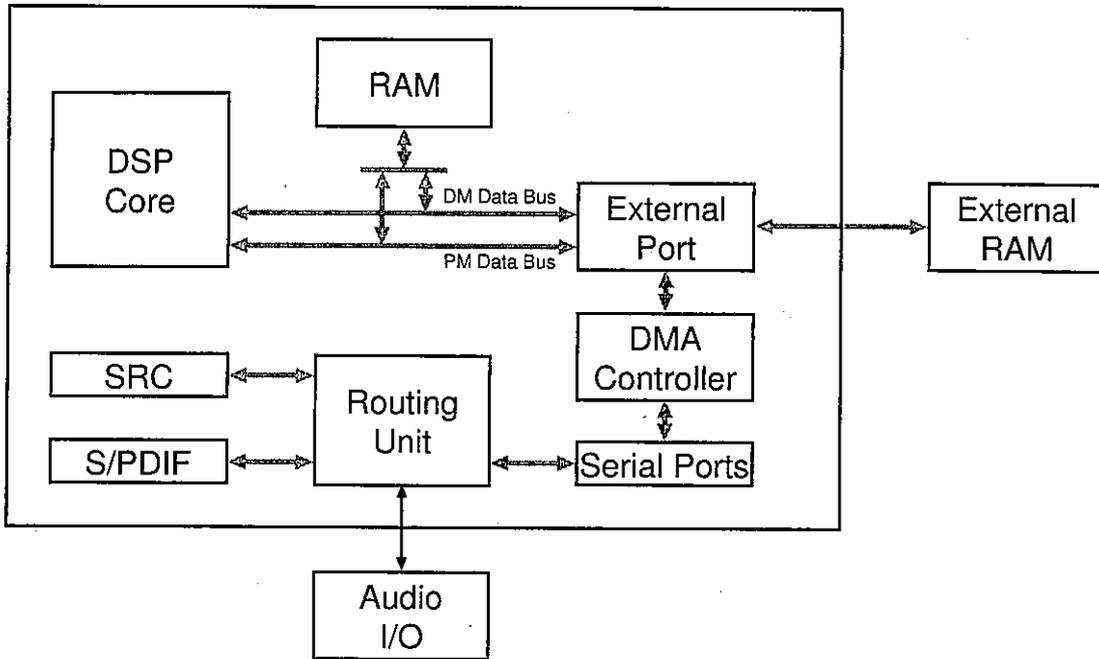 RAM
DSP
Core
DM Data Bus
PM Data Bus
External
Port
External
RAM
DMA
Controller
SRC
Routing
Unit
S/PDIF
Serial Ports
Audio
I/O